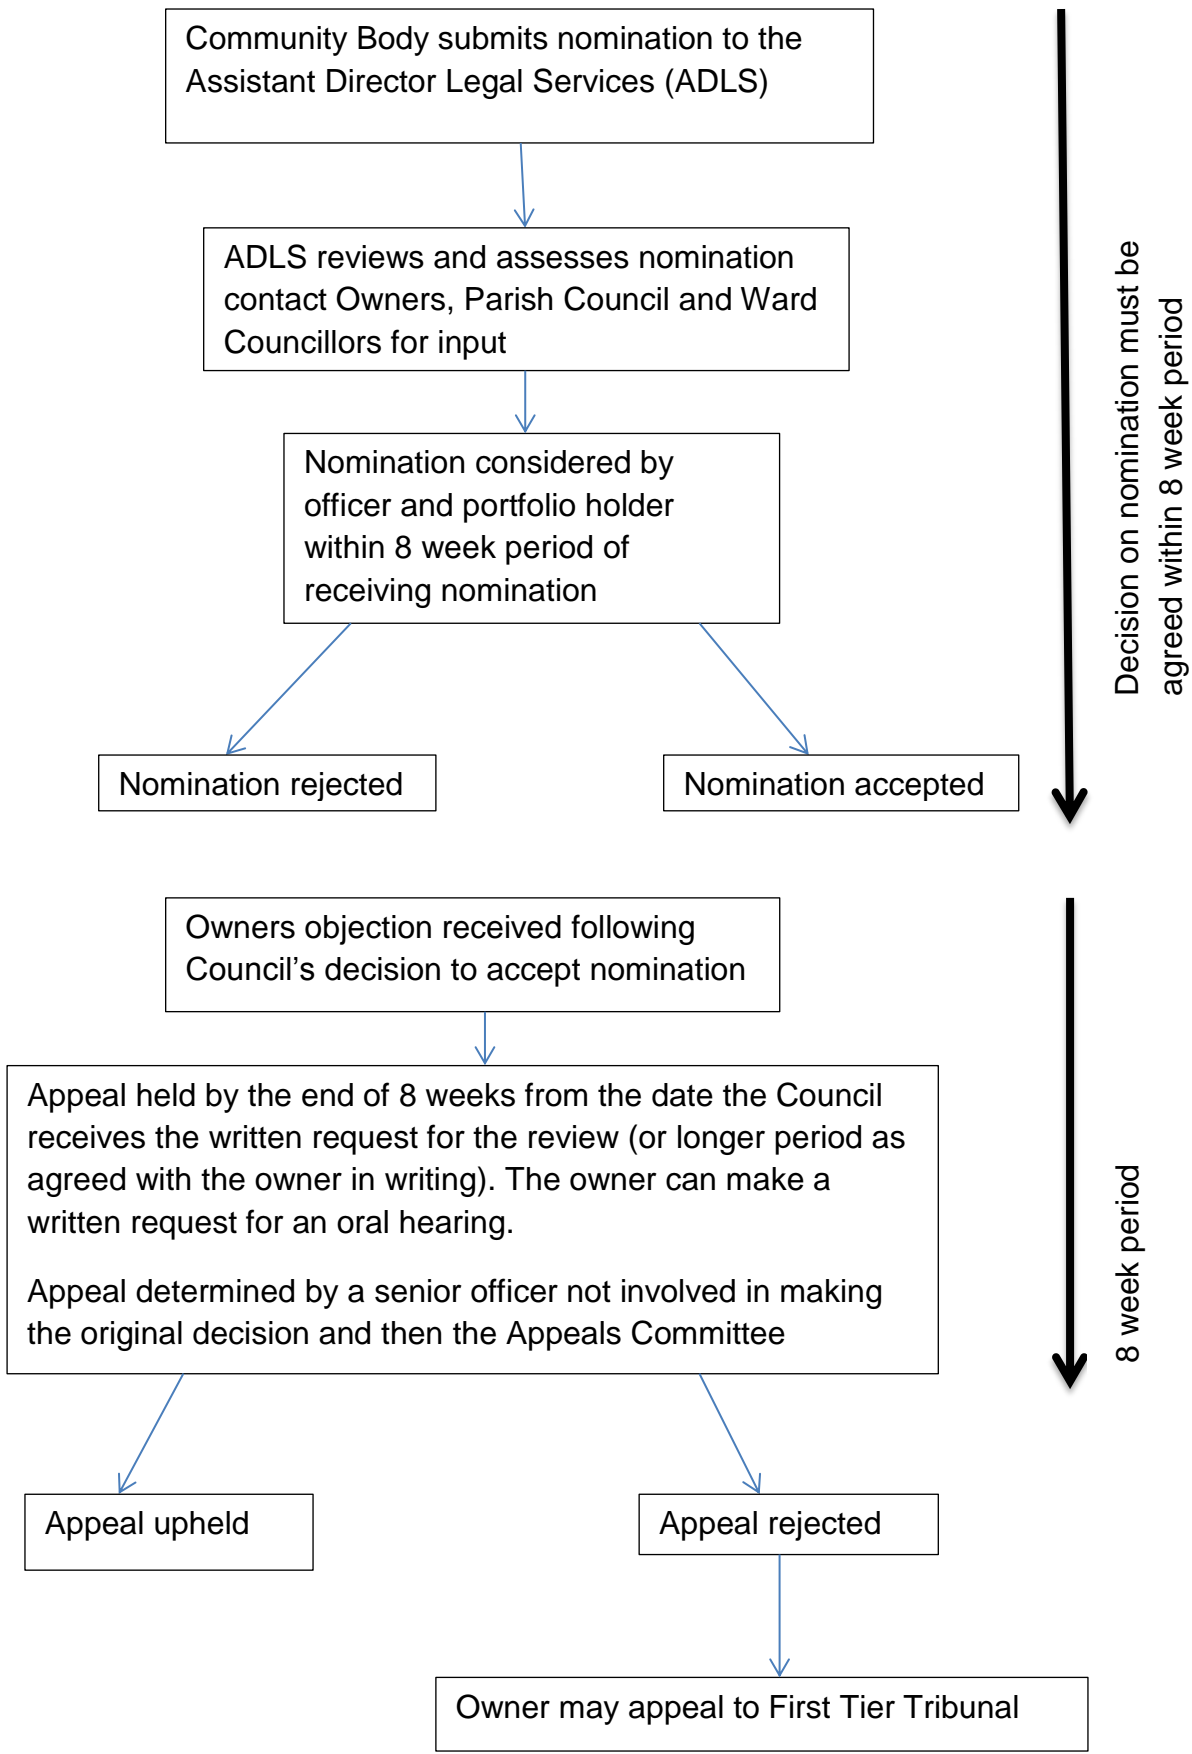 Community Body submits nomination to the
Assistant Director Legal Services (ADLS)
ADLS reviews and assesses nomination
contact Owners, Parish Council and Ward
Councillors for input
Nomination considered by
officer and portfolio holder
within 8 week period of
receiving nomination
Nomination rejected
Nomination accepted
Decision on nomination must be
agreed within 8 week period
Owners objection received following
Council’s decision to accept nomination
Appeal held by the end of 8 weeks from the date the Council
receives the written request for the review (or longer period as
agreed with the owner in writing). The owner can make a
written request for an oral hearing.
Appeal determined by a senior officer not involved in making
the original decision and then the Appeals Committee
8 week period
Appeal upheld
Appeal rejected
Owner may appeal to First Tier Tribunal